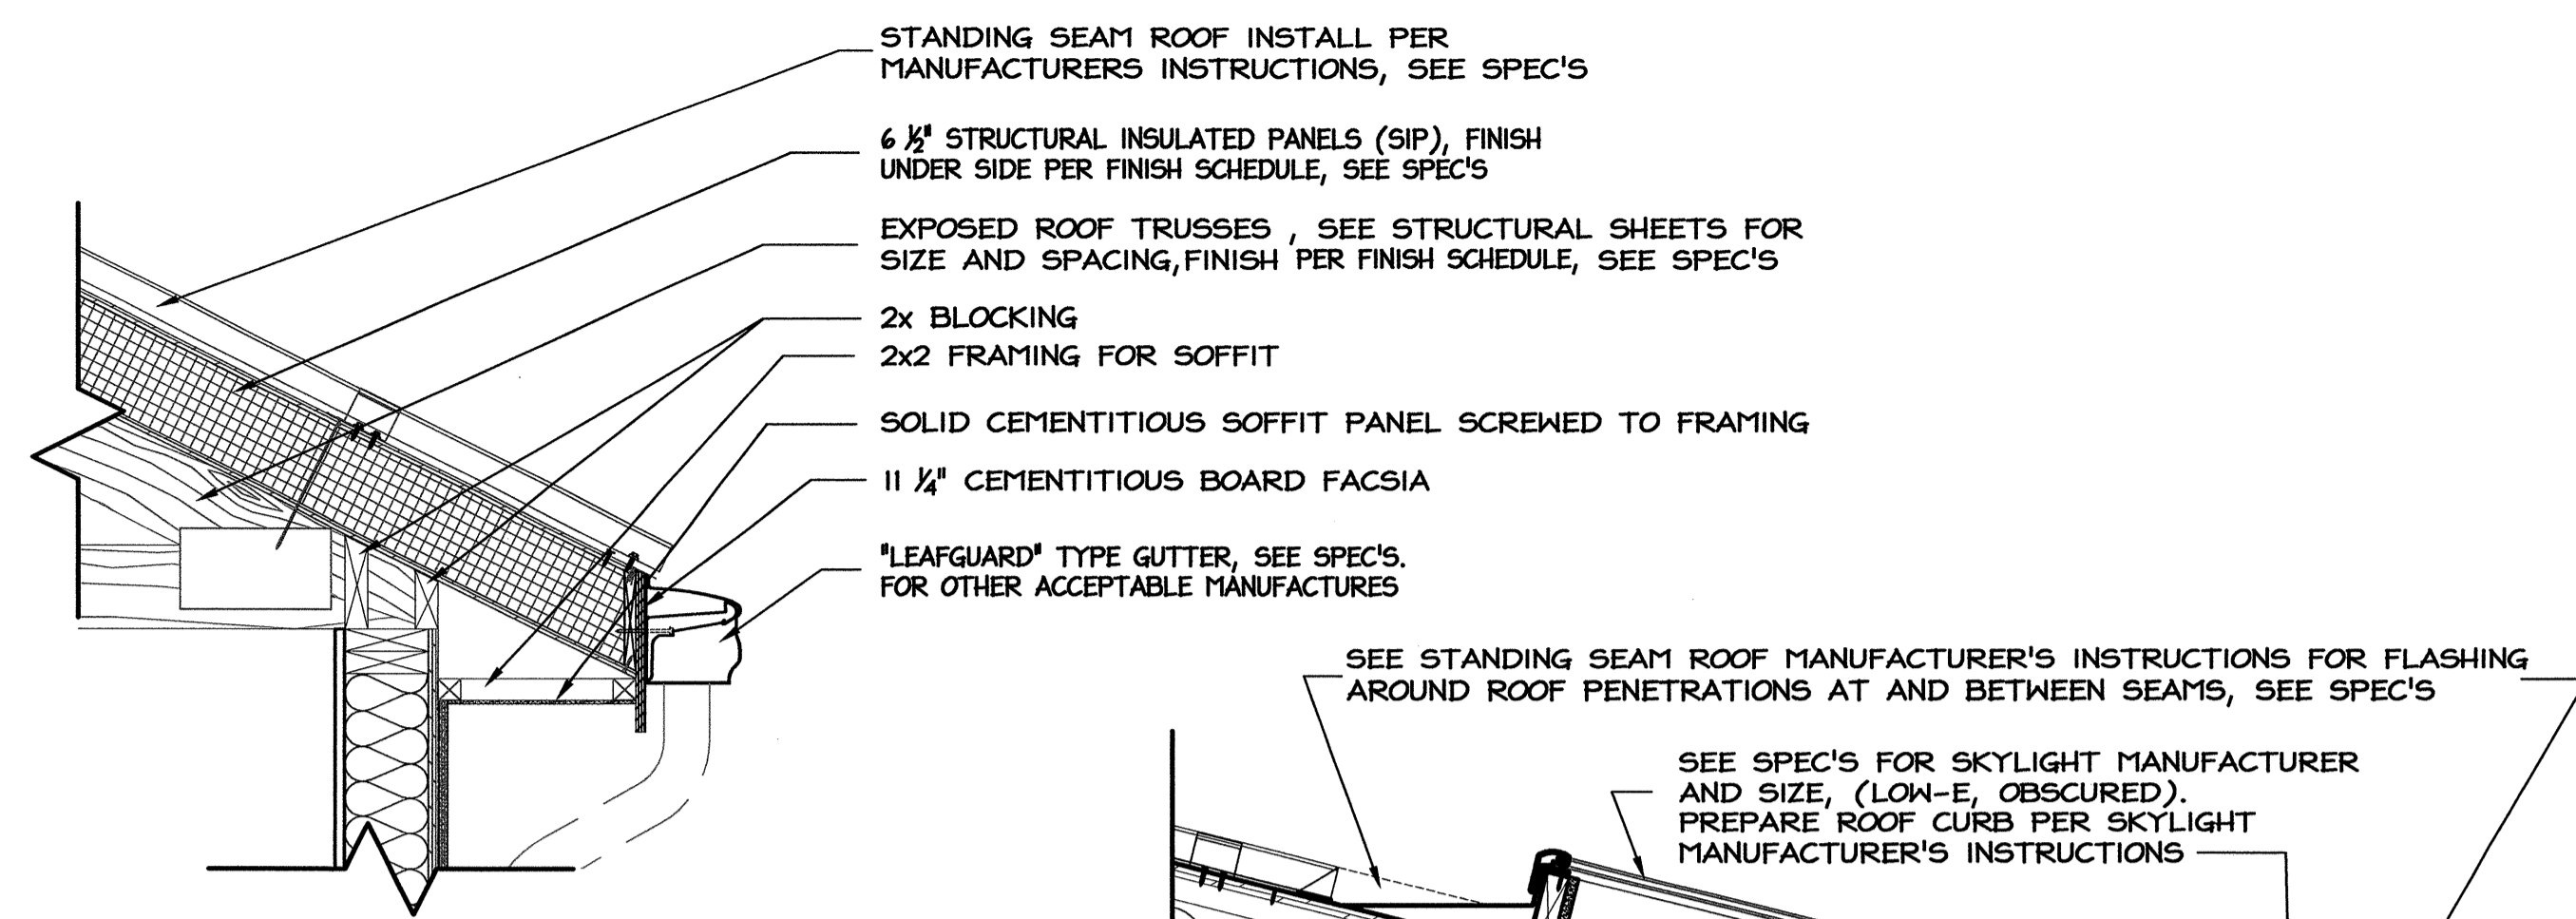 STANDING SEAM ROOF INSTALL PER
MANUFACTURERS INSTRUCTIONS, SEE SPEC'S
6 ½" STRUCTURAL INSULATED PANELS (SIP), FINISH
UNDER SIDE PER FINISH SCHEDULE, SEE SPEC'S
EXPOSED ROOF TRUSSES , SEE STRUCTURAL SHEETS FOR
SIZE AND SPACING, FINISH PER FINISH SCHEDULE, SEE SPEC'S
2x BLOCKING
2x2 FRAMING FOR SOFFIT
SOLID CEMENTITIOUS SOFFIT PANEL SCREWED TO FRAMING
11 ¼" CEMENTITIOUS BOARD FACSIA
"LEAFGUARD" TYPE GUTTER, SEE SPEC'S.
FOR OTHER ACCEPTABLE MANUFACTURES
SEE STANDING SEAM ROOF MANUFACTURER'S INSTRUCTIONS FOR FLASHING
AROUND ROOF PENETRATIONS AT AND BETWEEN SEAMS, SEE SPEC'S
SEE SPEC'S FOR SKYLIGHT MANUFACTURER
AND SIZE, (LOW-E, OBSCURED).
PREPARE ROOF CURB PER SKYLIGHT
MANUFACTURER'S INSTRUCTIONS